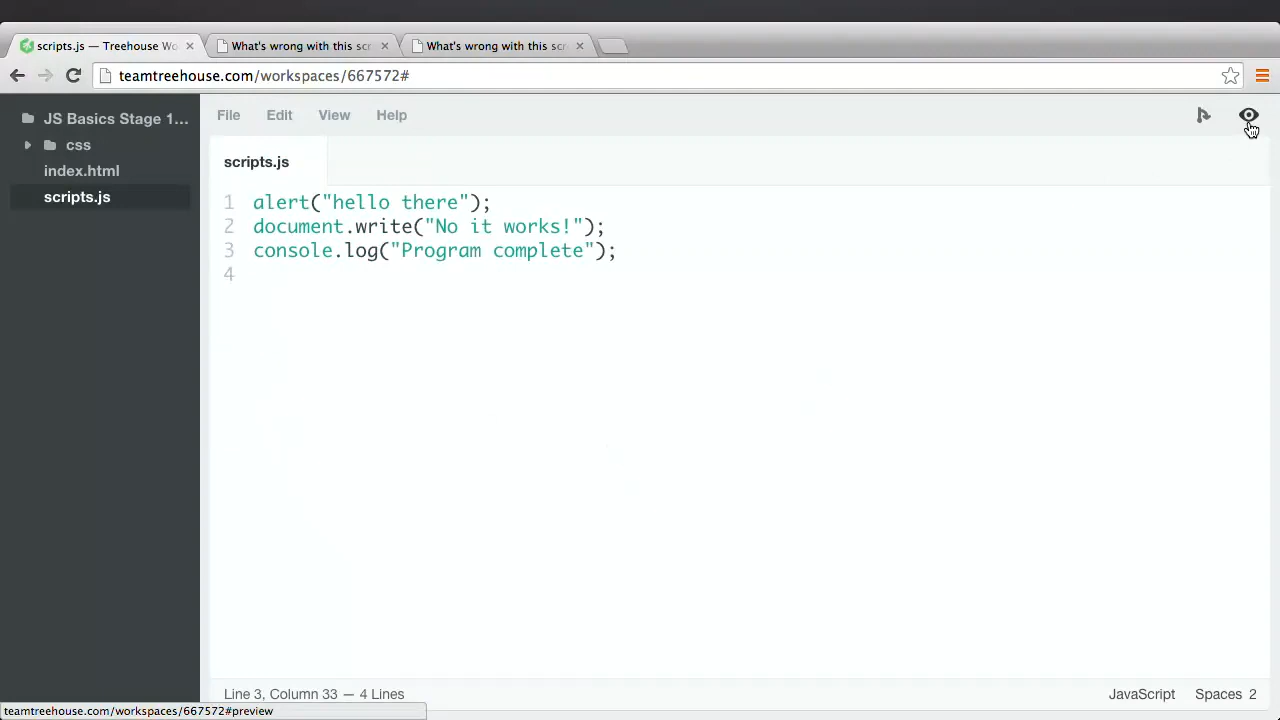 scripts.js — Treehouse Wo
What's wrong with this scr
What's wrong with this scr
teamtreehouse.com/workspaces/667572#
JS Basics Stage 1...
File Edit View Help
css
index.html
scripts.js
scripts.js
1 alert("hello there");
2 document.write("No it works!");
3 console.log("Program complete");
4
Line 3, Column 33 — 4 Lines
JavaScript Spaces 2
teamtreehouse.com/workspaces/667572#preview